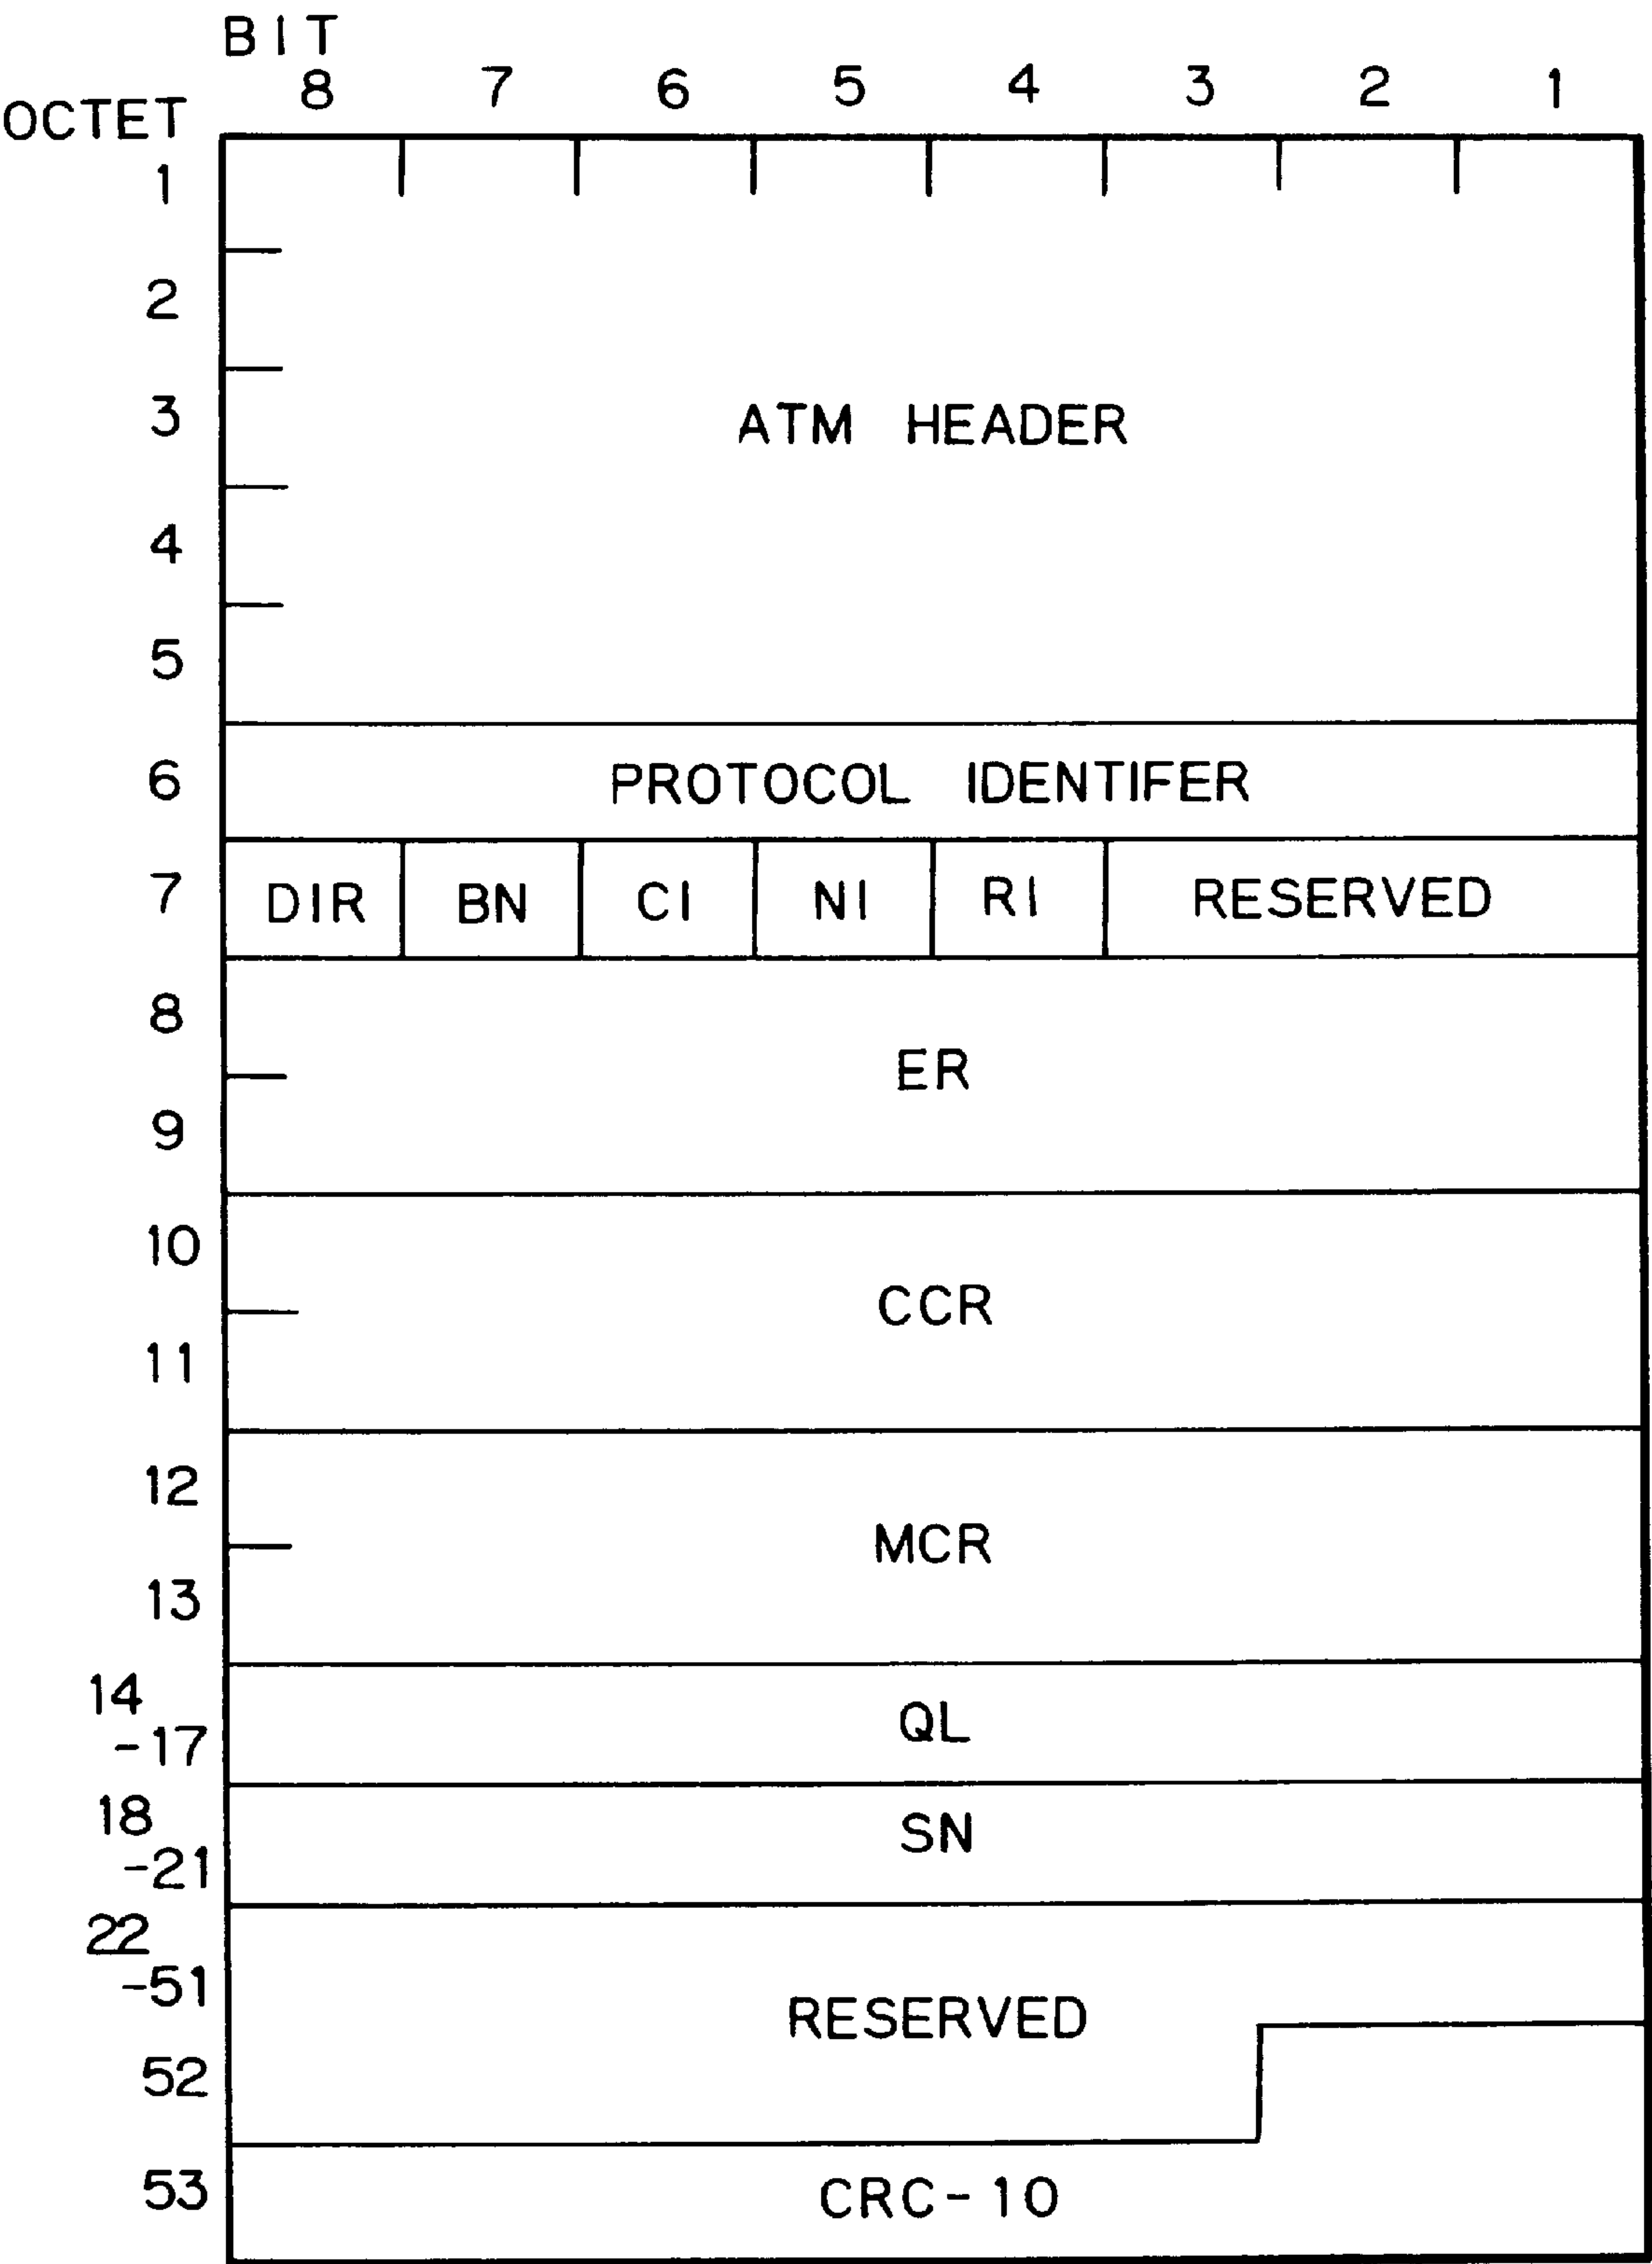 BIT
8 7 6 5 4 3 2 1
OCTET
1
2
3 ATM HEADER
4
5
6 PROTOCOL IDENTIFER
7 DIR BN CI NI RI RESERVED
8
ER
9
10
CCR
11
12
MCR
13
14
-17
QL
18
-21
SN
22
-51
RESERVED
52
53 CRC-10